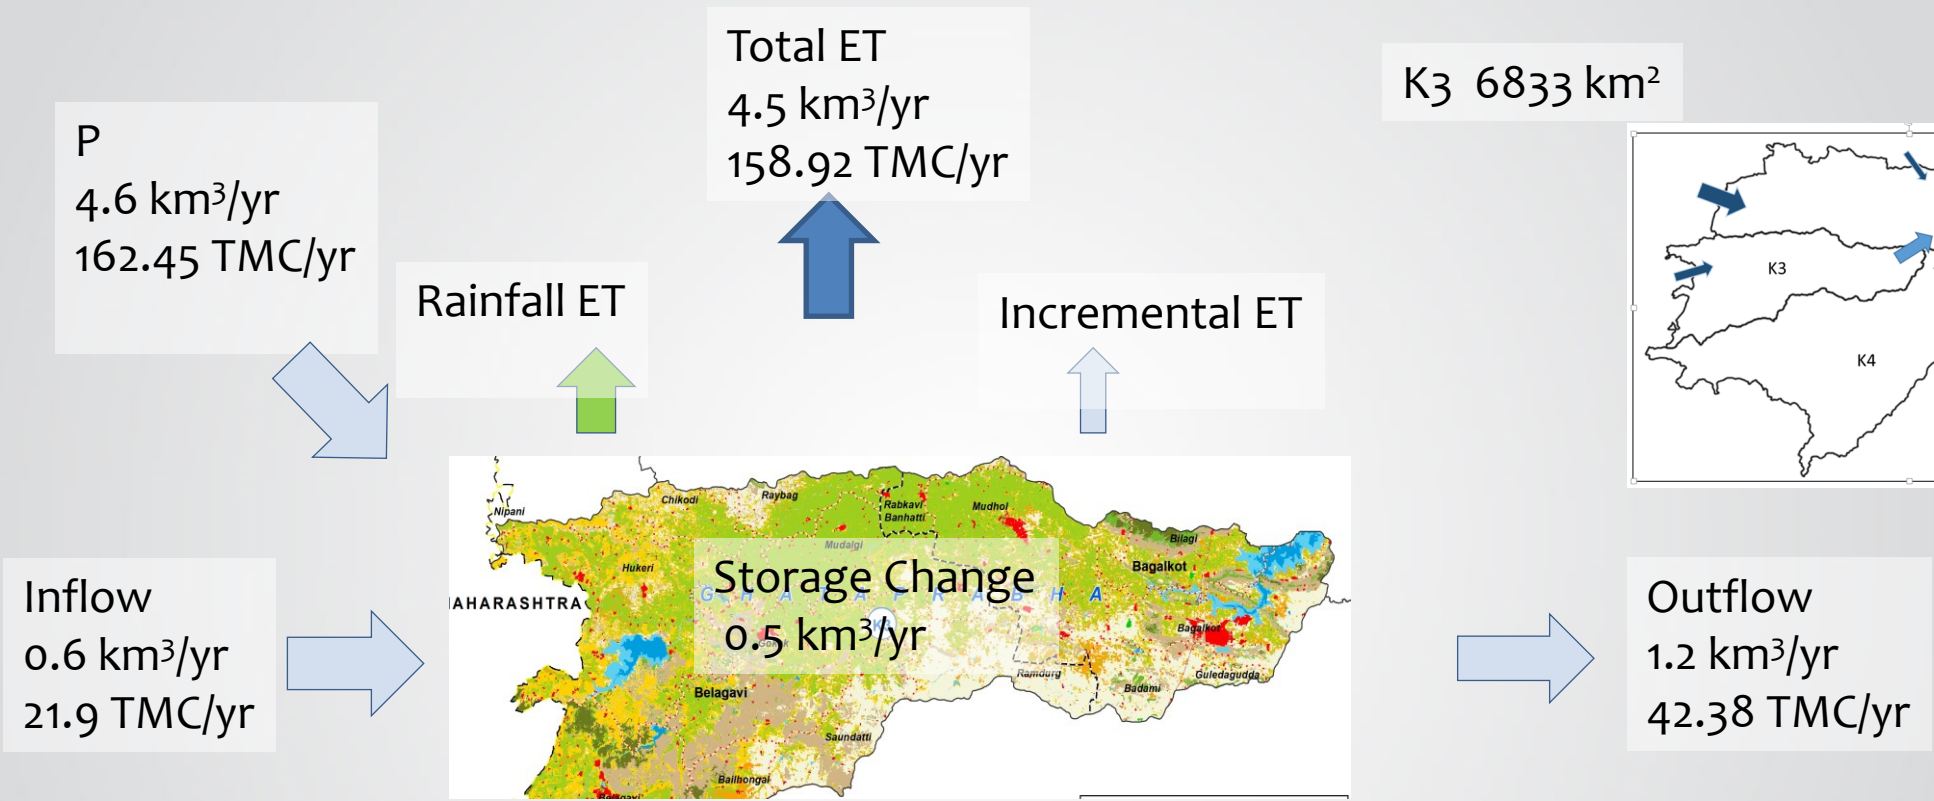 Total ET
4.5 km³/yr
158.92 TMC/yr
K3 6833 km²
P
4.6 km³/yr
162.45 TMC/yr
Rainfall ET
Incremental ET
K3
K4
Chikodi
Raybag
Nipani
Rabkavi
Banhatti
Mudhol
Mudalgi
Bilagi
Hukeri
Bagalkot
Storage Change
0.5 km³/yr
GHATAPRABHA
AHARASHTRA
Bagalkot
Ramdurg
Guledagudda
Badami
Belagavi
Saundatti
Bailhongal
Belagavi
Inflow
0.6 km³/yr
21.9 TMC/yr
Outflow
1.2 km³/yr
42.38 TMC/yr